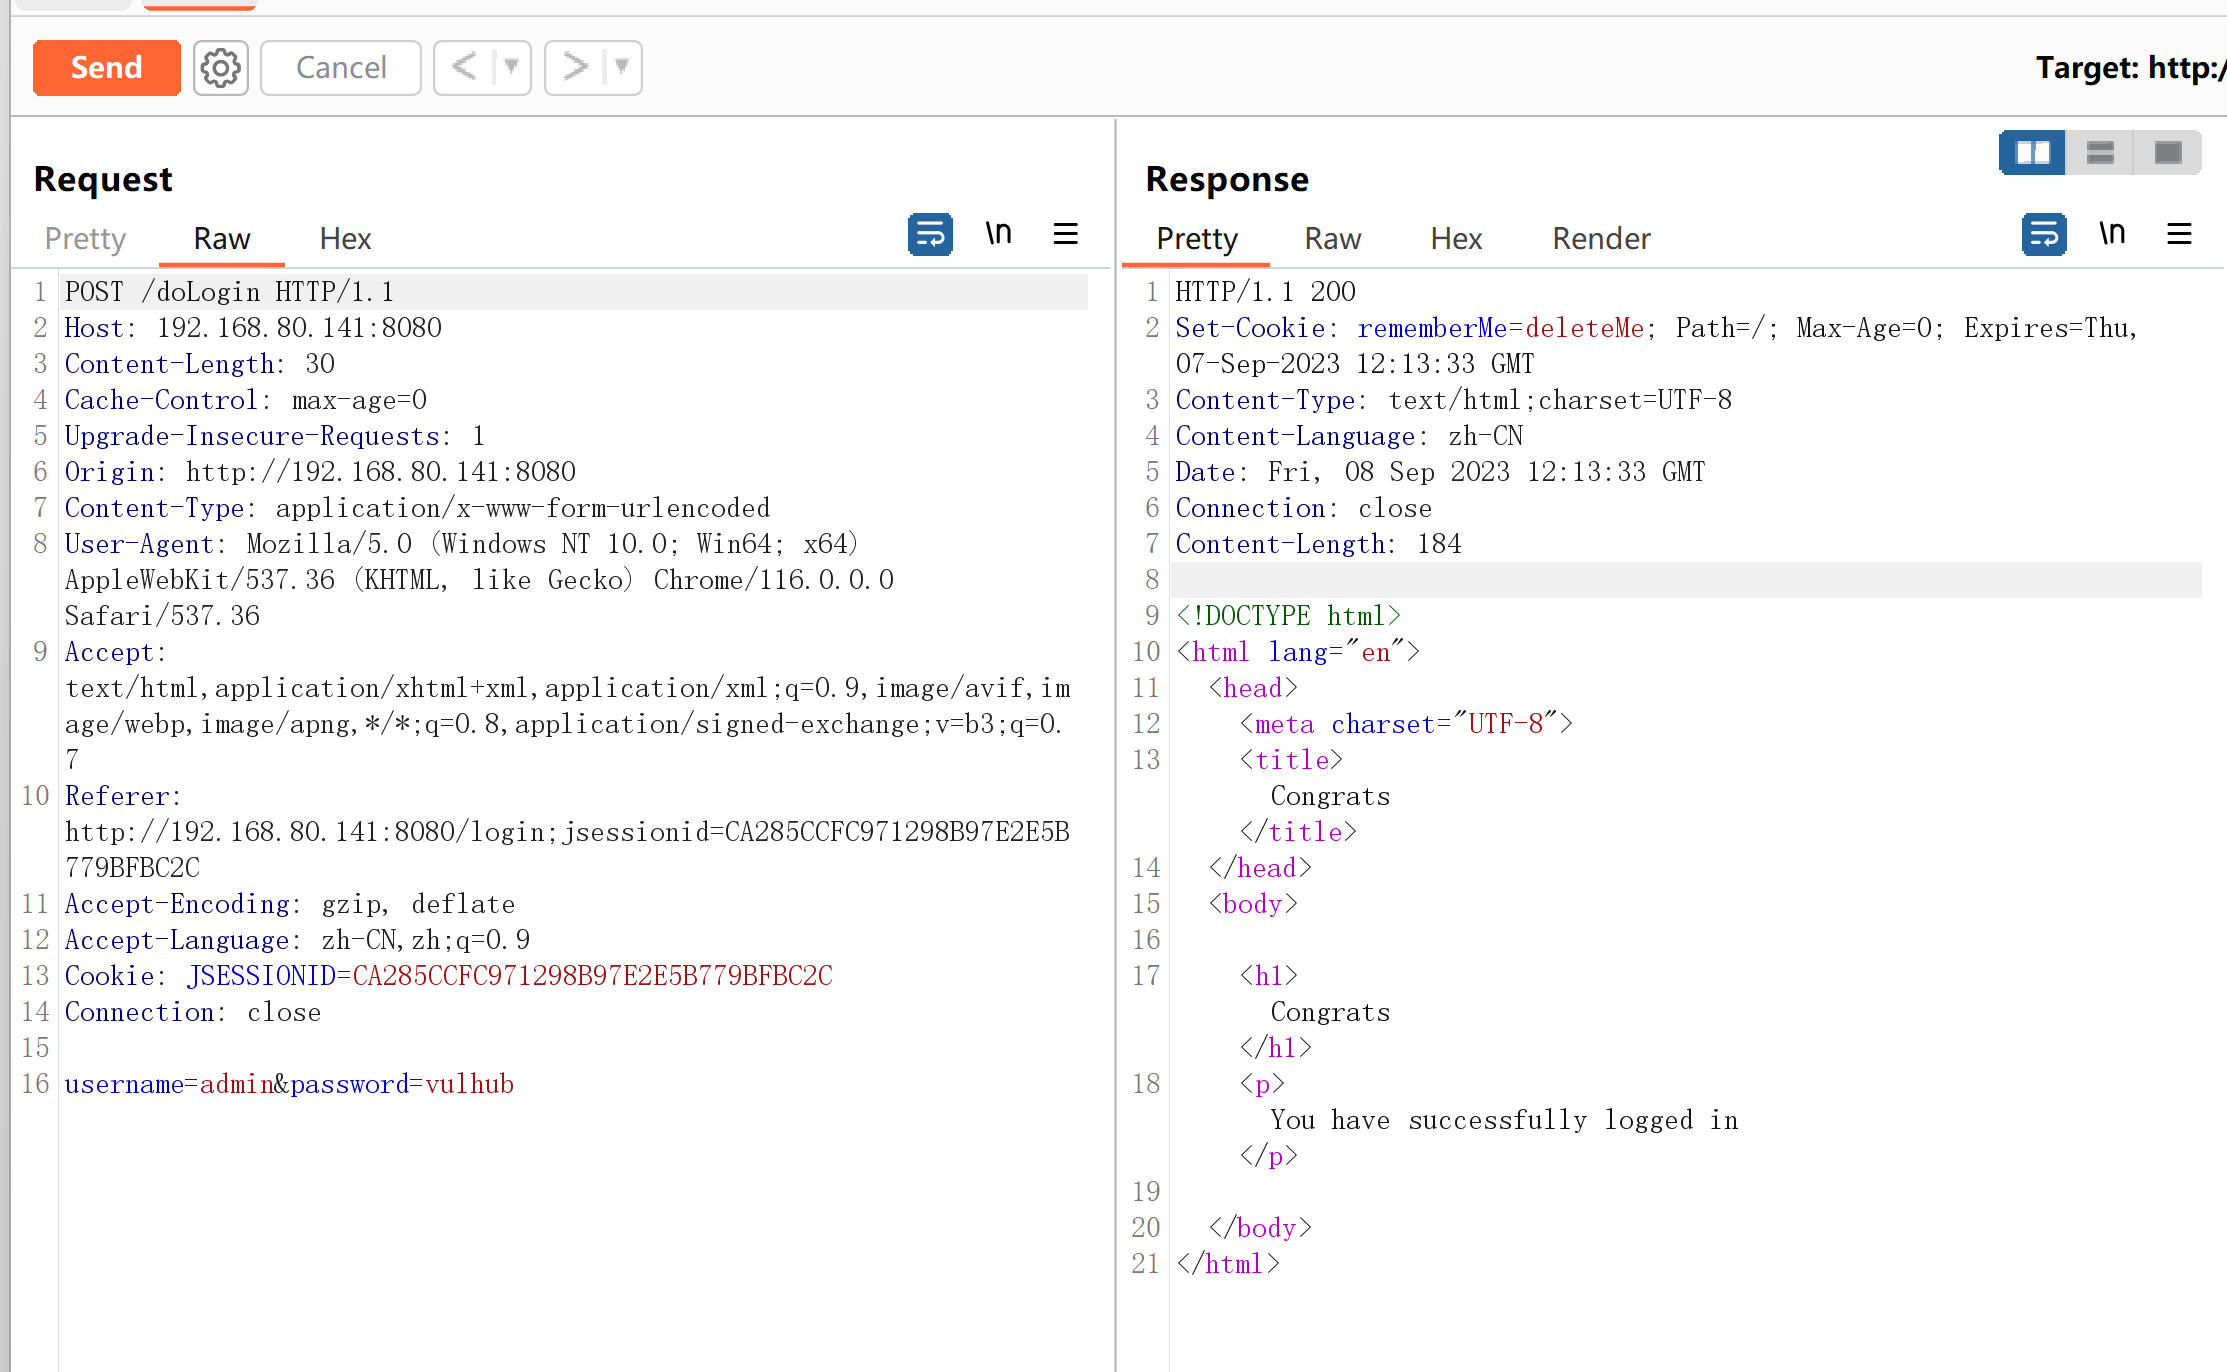 Send
Cancel
<
>
Target: http:/
Request
Pretty
Raw
Hex
\n
1 POST /doLogin HTTP/1.1
2 Host: 192.168.80.141:8080
3 Content-Length: 30
4 Cache-Control: max-age=0
5 Upgrade-Insecure-Requests: 1
6 Origin: http://192.168.80.141:8080
7 Content-Type: application/x-www-form-urlencoded
8 User-Agent: Mozilla/5.0 (Windows NT 10.0; Win64; x64)
AppleWebKit/537.36 (KHTML, like Gecko) Chrome/116.0.0.0
Safari/537.36
9 Accept:
text/html,application/xhtml+xml,application/xml;q=0.9,image/avif,im
age/webp,image/apng,*/*;q=0.8,application/signed-exchange;v=b3;q=0.
7
10 Referer:
http://192.168.80.141:8080/login;jsessionid=CA285CCFC971298B97E2E5B
779BFBC2C
11 Accept-Encoding: gzip, deflate
12 Accept-Language: zh-CN,zh;q=0.9
13 Cookie: JSESSIONID=CA285CCFC971298B97E2E5B779BFBC2C
14 Connection: close
15
16 username=admin&password=vulhub
Response
Pretty
Raw
Hex
Render
\n
1 HTTP/1.1 200
2 Set-Cookie: rememberMe=deleteMe; Path=/; Max-Age=0; Expires=Thu,
07-Sep-2023 12:13:33 GMT
3 Content-Type: text/html;charset=UTF-8
4 Content-Language: zh-CN
5 Date: Fri, 08 Sep 2023 12:13:33 GMT
6 Connection: close
7 Content-Length: 184
8
9 <!DOCTYPE html>
10 <html lang="en">
11 <head>
12 <meta charset="UTF-8">
13 <title>
Congrats
</title>
14 </head>
15 <body>
16
17 <h1>
Congrats
</h1>
18 <p>
You have successfully logged in
</p>
19
20 </body>
21 </html>